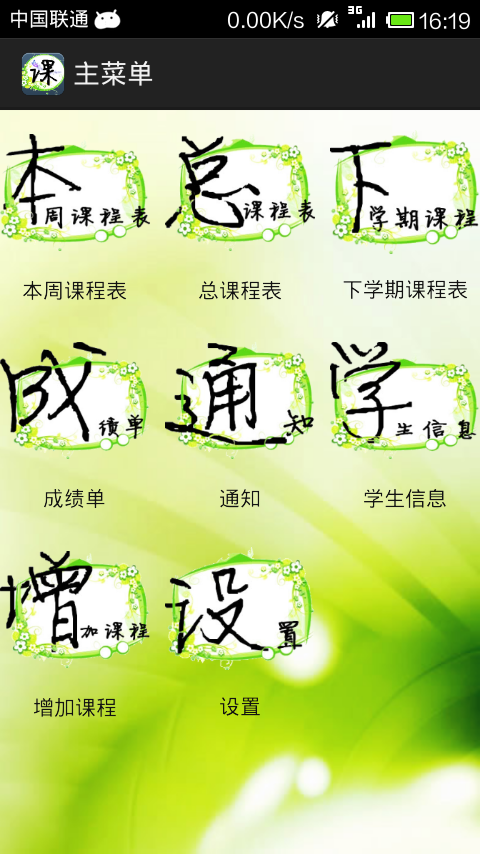 中国联通 0.00K/s 3G 16:19
课 主菜单
本周课程表 总课程表 下学期课程
本周课程表 总课程表 下学期课程表
成绩单 通知 学生信息
成绩单 通知 学生信息
增加课程 设置
增加课程 设置